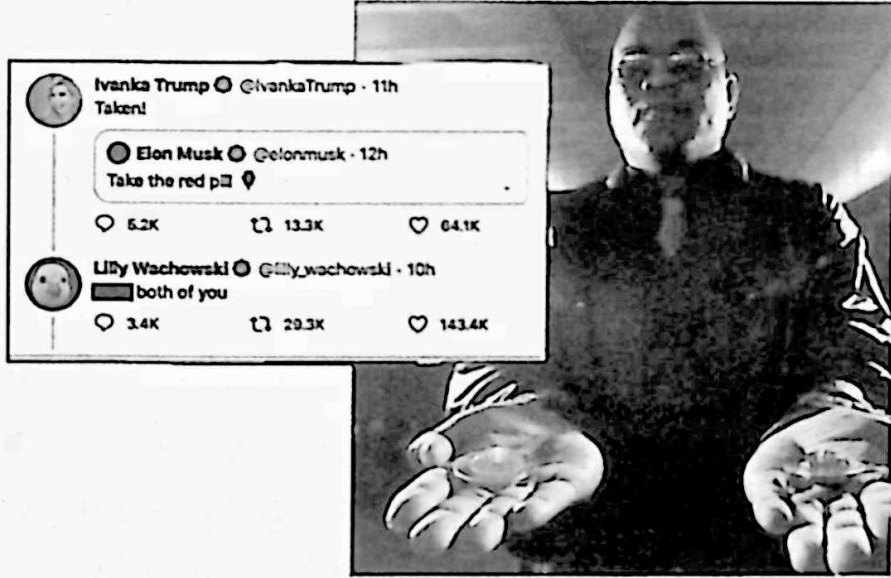 Ivanka Trump @IvankaTrump · 11h
Taken!
Elon Musk @elonmusk · 12h
Take the red pill
5.2K 13.3K 64.1K
Lilly Wachowski @lilly_wachowski · 10h
both of you
3.4K 29.3K 143.4K